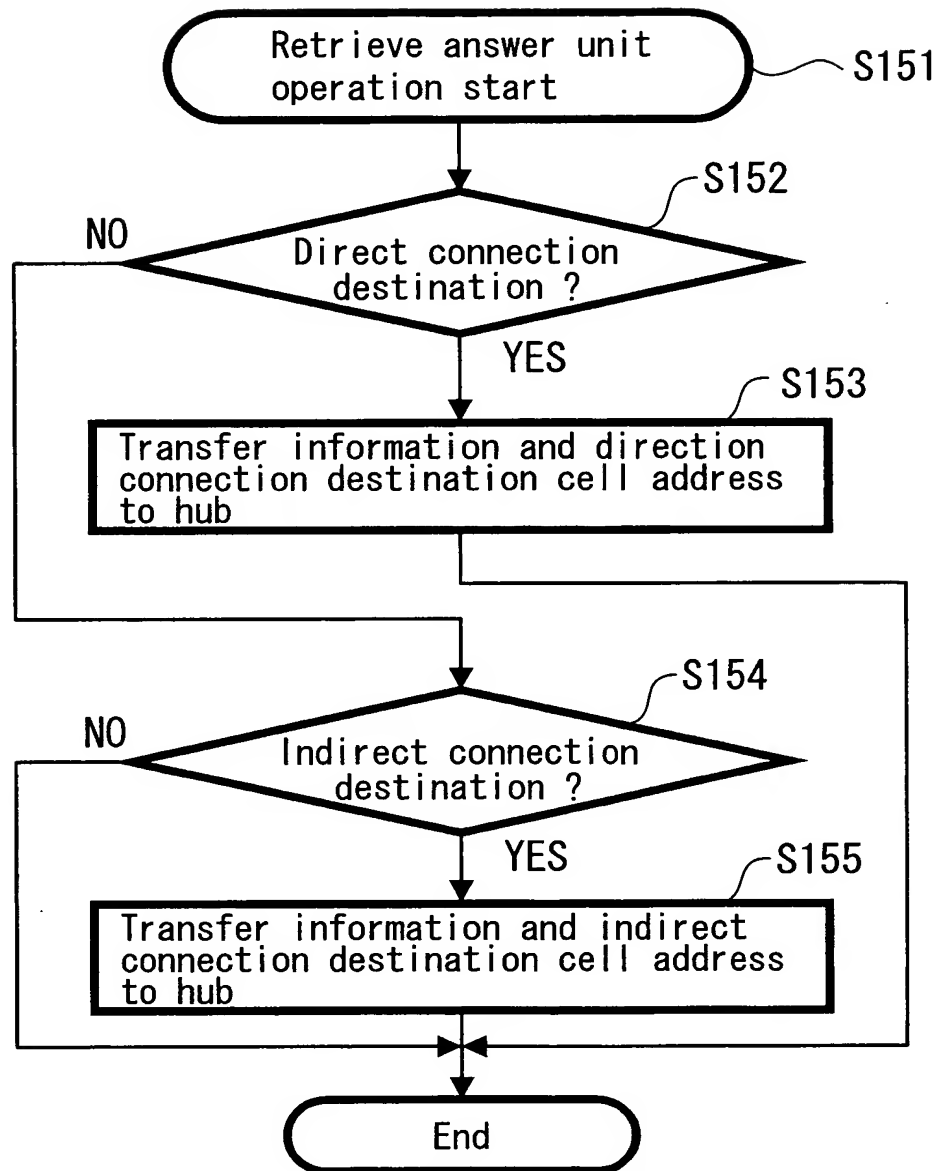 Retrieve answer unit
operation start
S151
S152
NO
Direct connection
destination ?
YES
S153
Transfer information and direction
connection destination cell address
to hub
S154
NO
Indirect connection
destination ?
YES
S155
Transfer information and indirect
connection destination cell address
to hub
End